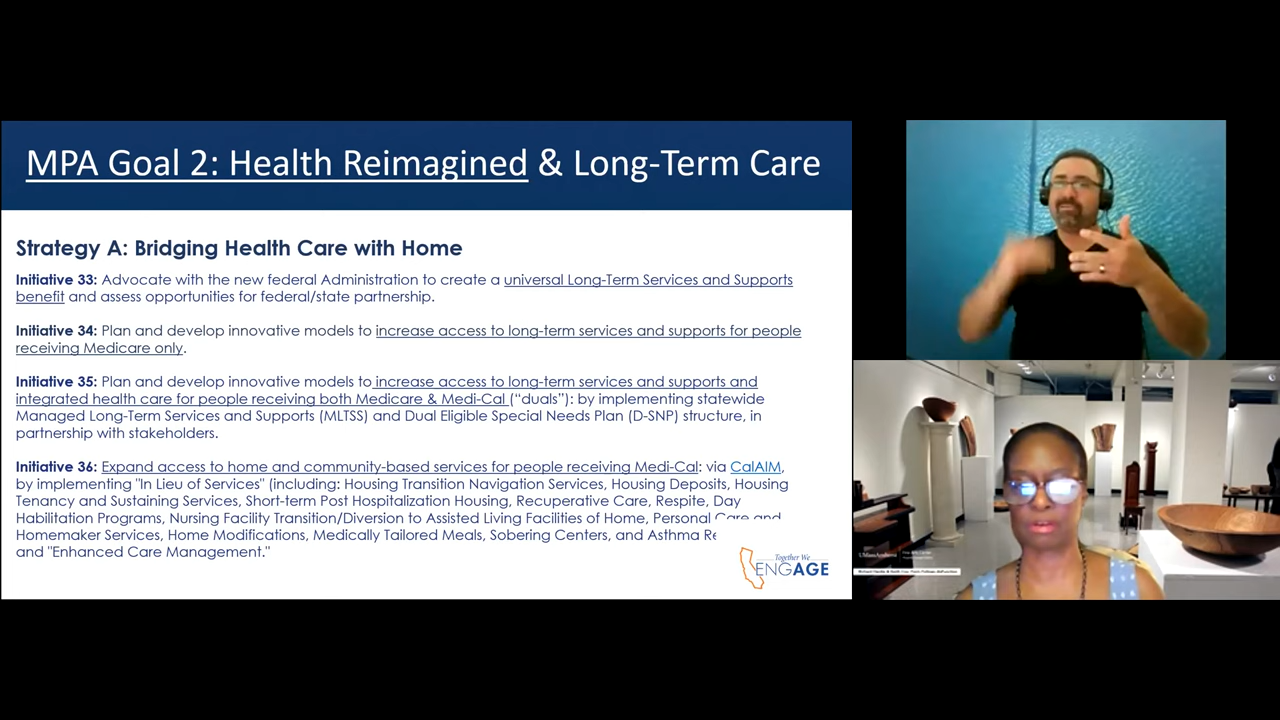 MPA Goal 2: Health Reimagined & Long-Term Care
Strategy A: Bridging Health Care with Home
Initiative 33: Advocate with the new federal Administration to create a universal Long-Term Services and Supports
benefit and assess opportunities for federal/state partnership.
Initiative 34: Plan and develop innovative models to increase access to long-term services and supports for people
receiving Medicare only.
Initiative 35: Plan and develop innovative models to increase access to long-term services and supports and
integrated health care for people receiving both Medicare & Medi-Cal (“duals”): by implementing statewide
Managed Long-Term Services and Supports (MLTSS) and Dual Eligible Special Needs Plan (D-SNP) structure, in
partnership with stakeholders.
Initiative 36: Expand access to home and community-based services for people receiving Medi-Cal: via CalAIM,
by implementing "In Lieu of Services" (including: Housing Transition Navigation Services, Housing Deposits, Housing
Tenancy and Sustaining Services, Short-term Post Hospitalization Housing, Recuperative Care, Respite, Day
Habilitation Programs, Nursing Facility Transition/Diversion to Assisted Living Facilities of Home, Personal Care and
Homemaker Services, Home Modifications, Medically Tailored Meals, Sobering Centers, and Asthma Re
and "Enhanced Care Management."
Together We
ENGAGE